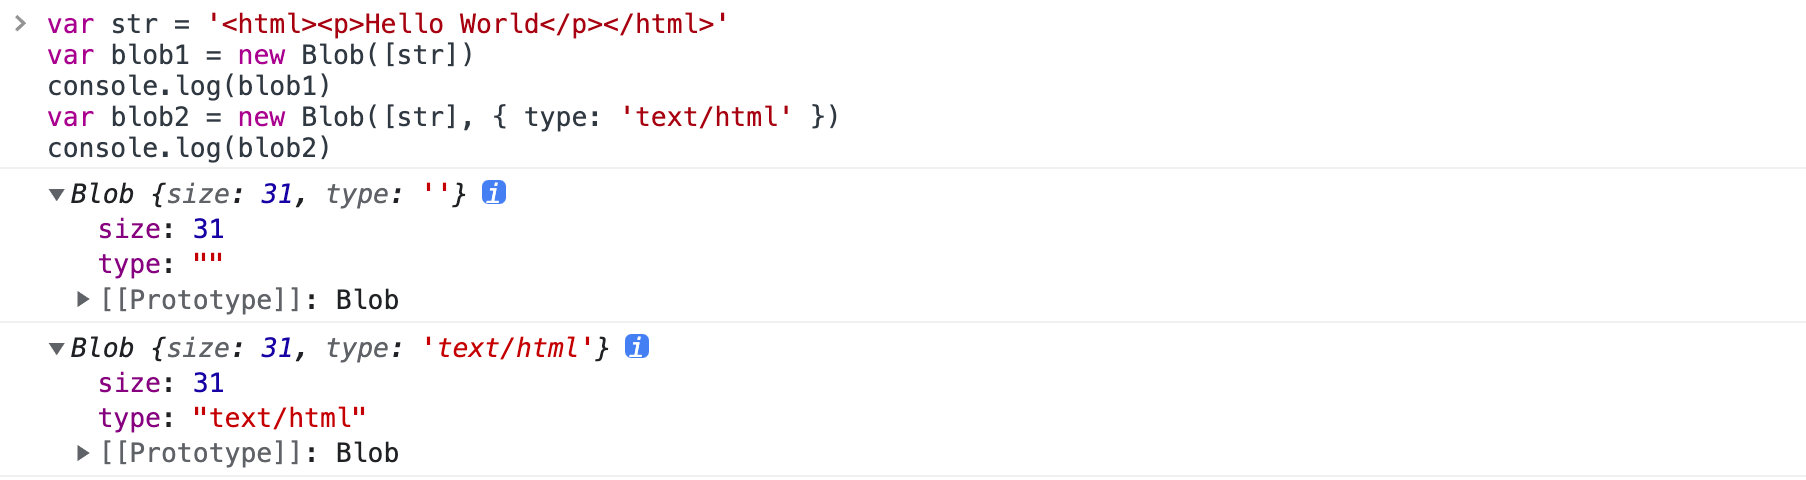 > var str = '<html><p>Hello World</p></html>'
var blob1 = new Blob([str])
console.log(blob1)
var blob2 = new Blob([str], { type: 'text/html' })
console.log(blob2)
▼Blob {size: 31, type: ''} i
size: 31
type: ""
▶[[Prototype]]: Blob
▼Blob {size: 31, type: 'text/html'} i
size: 31
type: "text/html"
▶[[Prototype]]: Blob